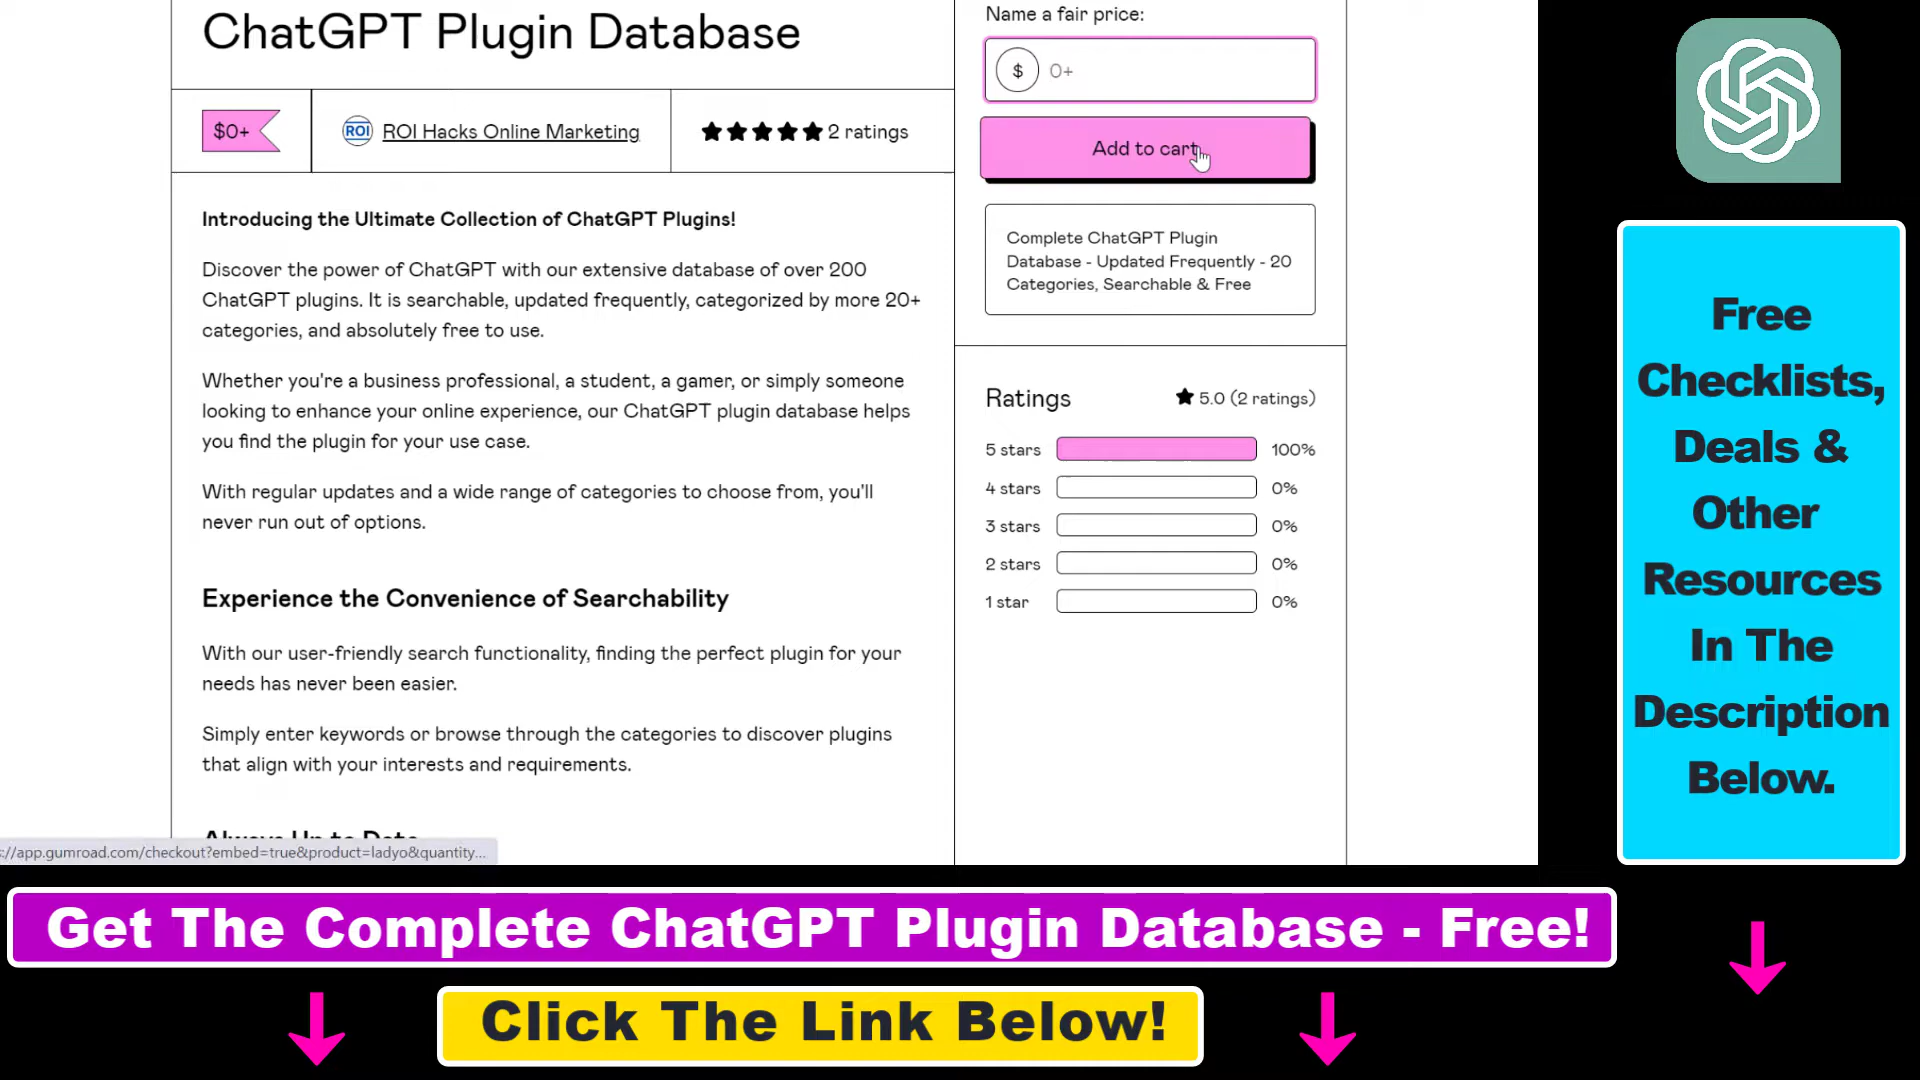 ChatGPT Plugin Database
$0+
ROI
ROI Hacks Online Marketing
2 ratings
Introducing the Ultimate Collection of ChatGPT Plugins!
Discover the power of ChatGPT with our extensive database of over 200
ChatGPT plugins. It is searchable, updated frequently, categorized by more 20+
categories, and absolutely free to use.
Whether you're a business professional, a student, a gamer, or simply someone
looking to enhance your online experience, our ChatGPT plugin database helps
you find the plugin for your use case.
With regular updates and a wide range of categories to choose from, you'll
never run out of options.
Experience the Convenience of Searchability
With our user-friendly search functionality, finding the perfect plugin for your
needs has never been easier.
Simply enter keywords or browse through the categories to discover plugins
that align with your interests and requirements.
Always Up to Date
://app.gumroad.com/checkout?embed=true&product=ladyo&quantity...
Name a fair price:
$ 0+
Add to cart
Complete ChatGPT Plugin
Database - Updated Frequently - 20
Categories, Searchable & Free
Ratings
5.0 (2 ratings)
5 stars 100%
4 stars 0%
3 stars 0%
2 stars 0%
1 star 0%
Free
Checklists,
Deals &
Other
Resources
In The
Description
Below.
Get The Complete ChatGPT Plugin Database - Free!
Click The Link Below!